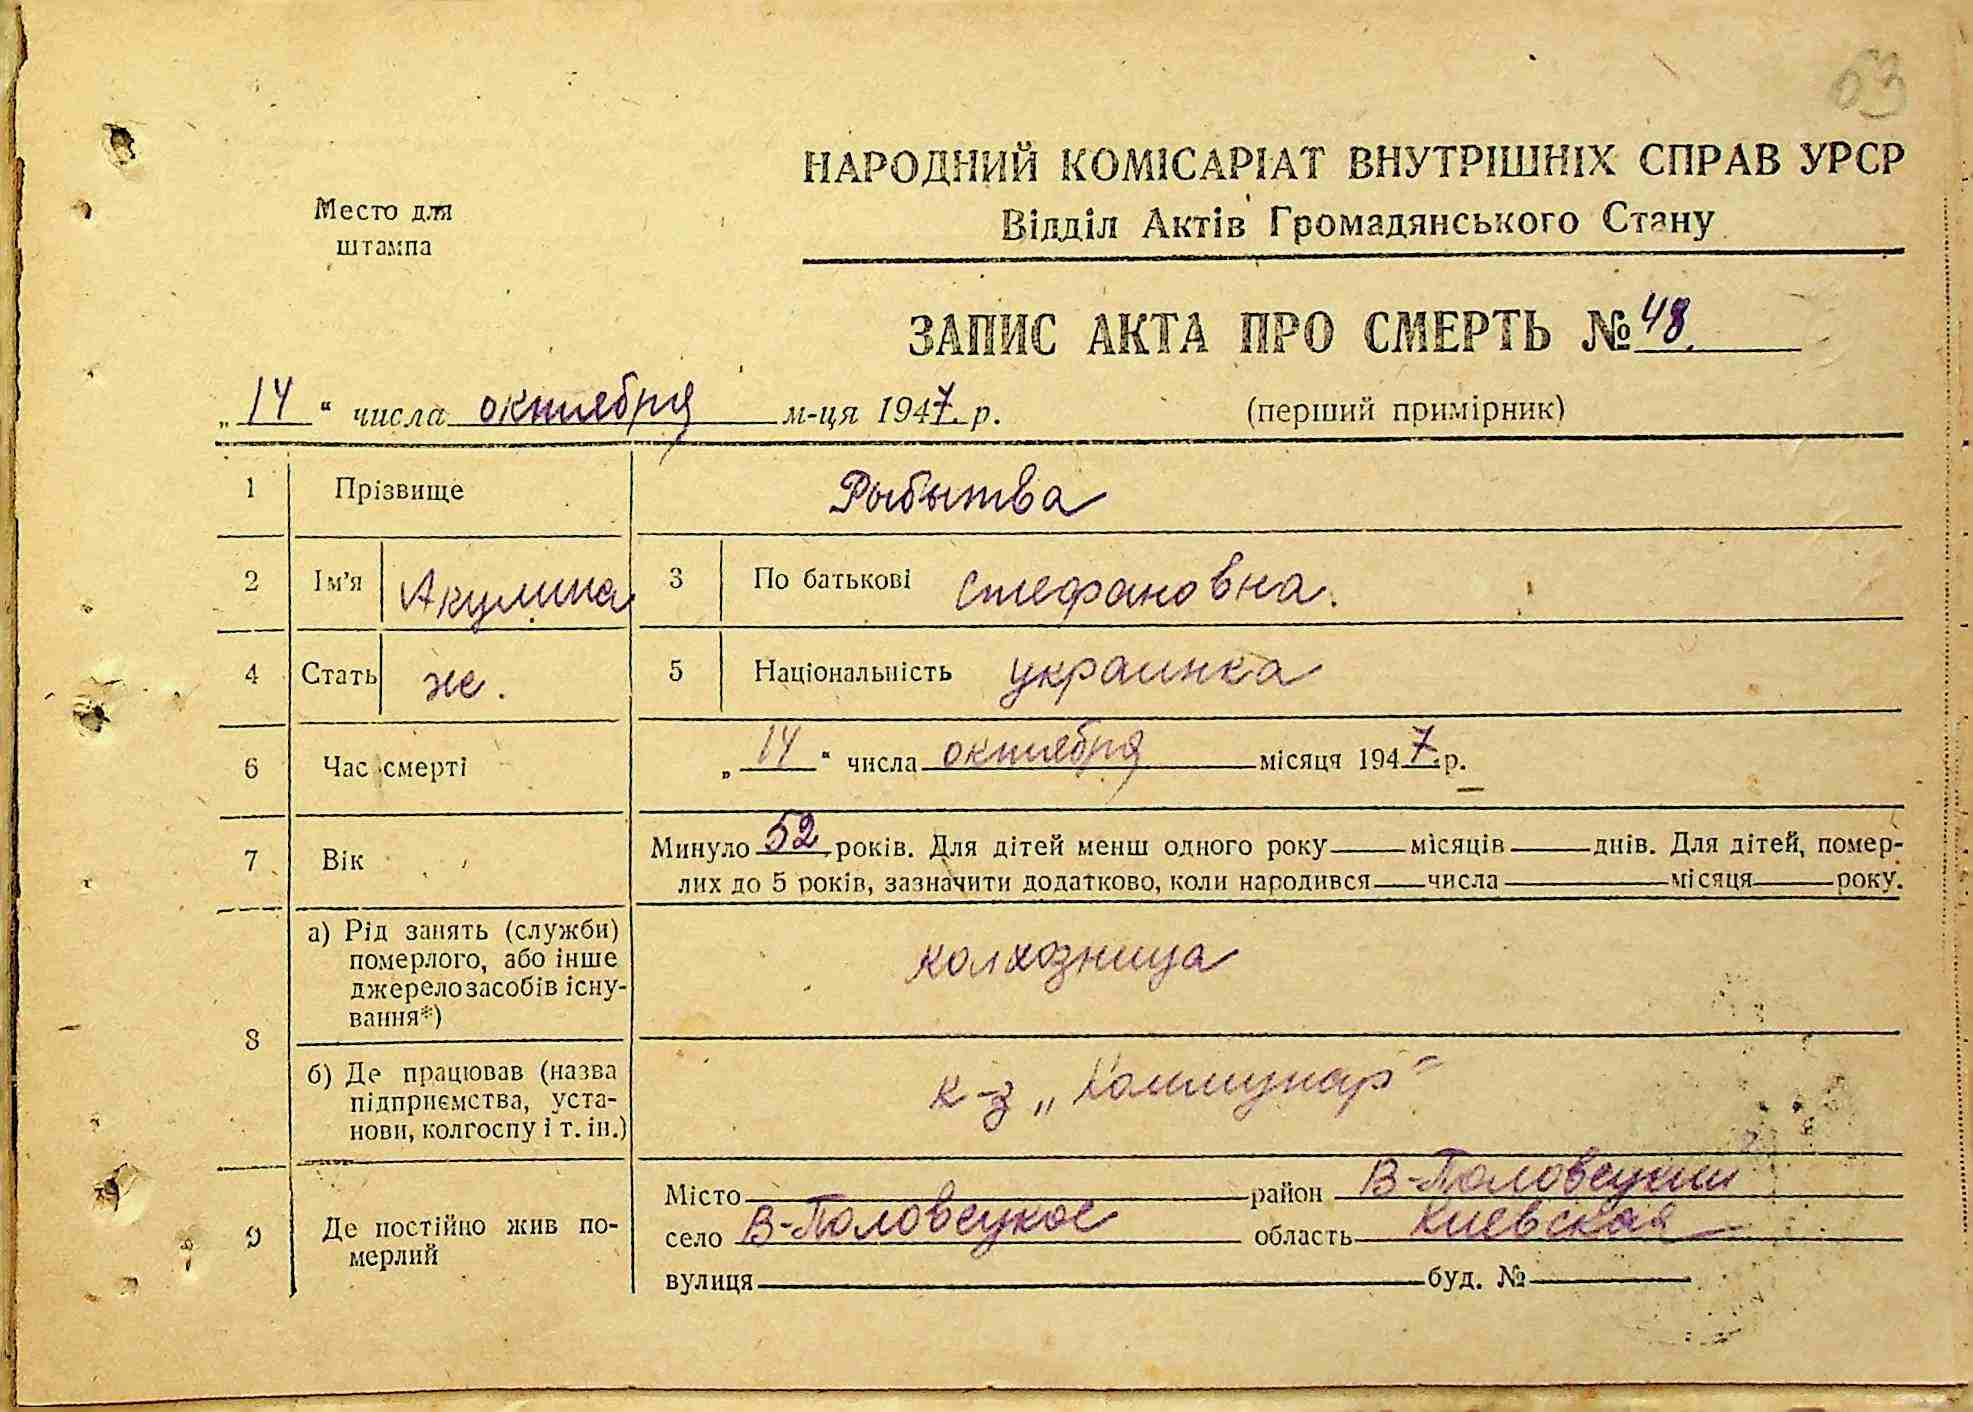 63
Место для
штампа
НАРОДНИЙ КОМІСАРІАТ ВНУТРІШНІХ СПРАВ УРСР
Відділ Актів Громадянського Стану
ЗАПИС АКТА ПРО СМЕРТЬ № 48
„14“ числа октября м-ця 1947 р. (перший примірник)
1 Прізвище Рыбытва
2 Ім'я Акулина 3 По батькові Стефановна.
4 Стать ж. 5 Національність украинка
6 Час смерті „14“ числа октября місяця 1947 р.
7 Вік Минуло 52 років. Для дітей менш одного року місяців днів. Для дітей, помер-
лих до 5 років, зазначити додатково, коли народився числа місяця року.
8 а) Рід занять (служби)
померлого, або інше
джерело засобів існу-
вання*)
колхозница
б) Де працював (назва
підприємства, уста-
нови, колгоспу і т. ін.)
к-з „Коммунар"
9 Де постійно жив по-
мерлий
Місто район В-Половецкий
село В-Половецкое область Киевская
вулиця буд. №